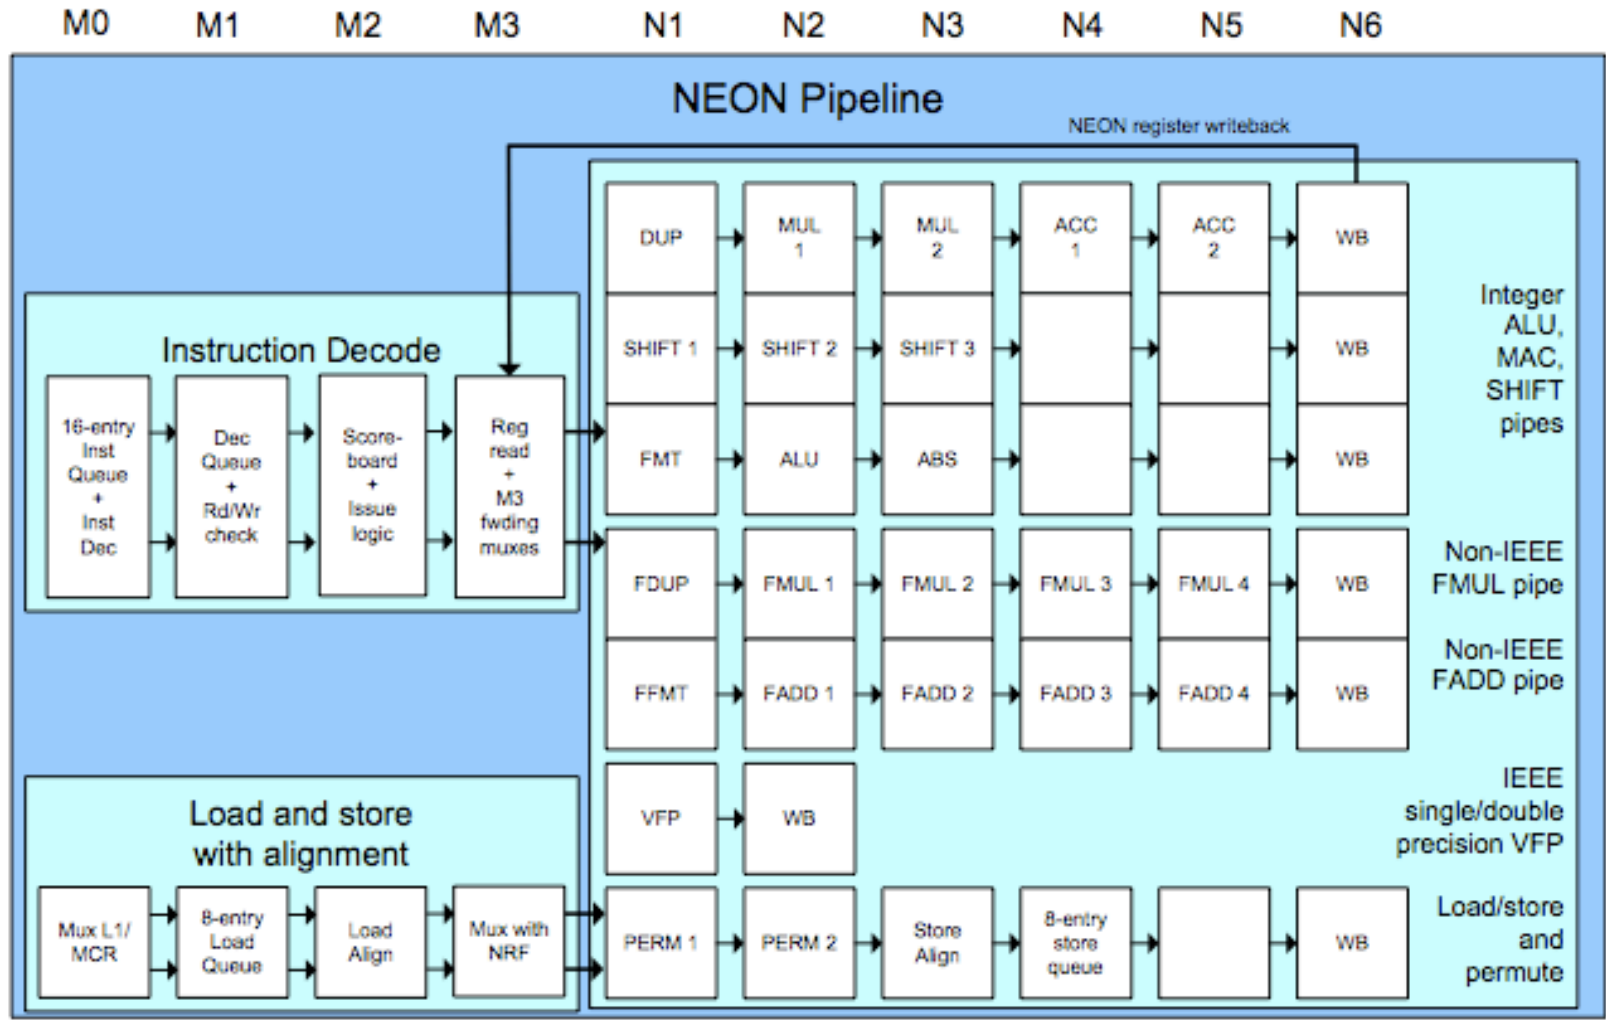 M0 M1 M2 M3 N1 N2 N3 N4 N5 N6
NEON Pipeline
NEON register writeback
DUP
MUL
1
MUL
2
ACC
1
ACC
2
WB
SHIFT 1
SHIFT 2
SHIFT 3
WB
FMT
ALU
ABS
WB
Integer
ALU,
MAC,
SHIFT
pipes
Instruction Decode
16-entry
Inst
Queue
+
Inst
Dec
Dec
Queue
+
Rd/Wr
check
Score-
board
+
Issue
logic
Reg
read
+
M3
fwding
muxes
FDUP
FMUL 1
FMUL 2
FMUL 3
FMUL 4
WB
Non-IEEE
FMUL pipe
FFMT
FADD 1
FADD 2
FADD 3
FADD 4
WB
Non-IEEE
FADD pipe
VFP
WB
IEEE
single/double
precision VFP
Load and store
with alignment
Mux L1/
MCR
8-entry
Load
Queue
Load
Align
Mux with
NRF
PERM 1
PERM 2
Store
Align
8-entry
store
queue
WB
Load/store
and
permute